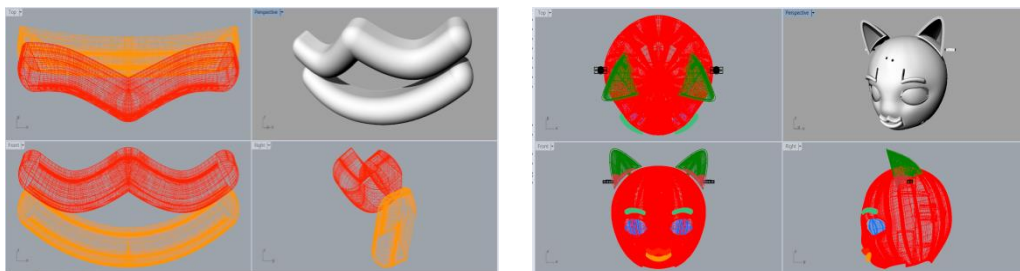 Top
Perspective
Front
Right
Top
Perspective
Front
Right